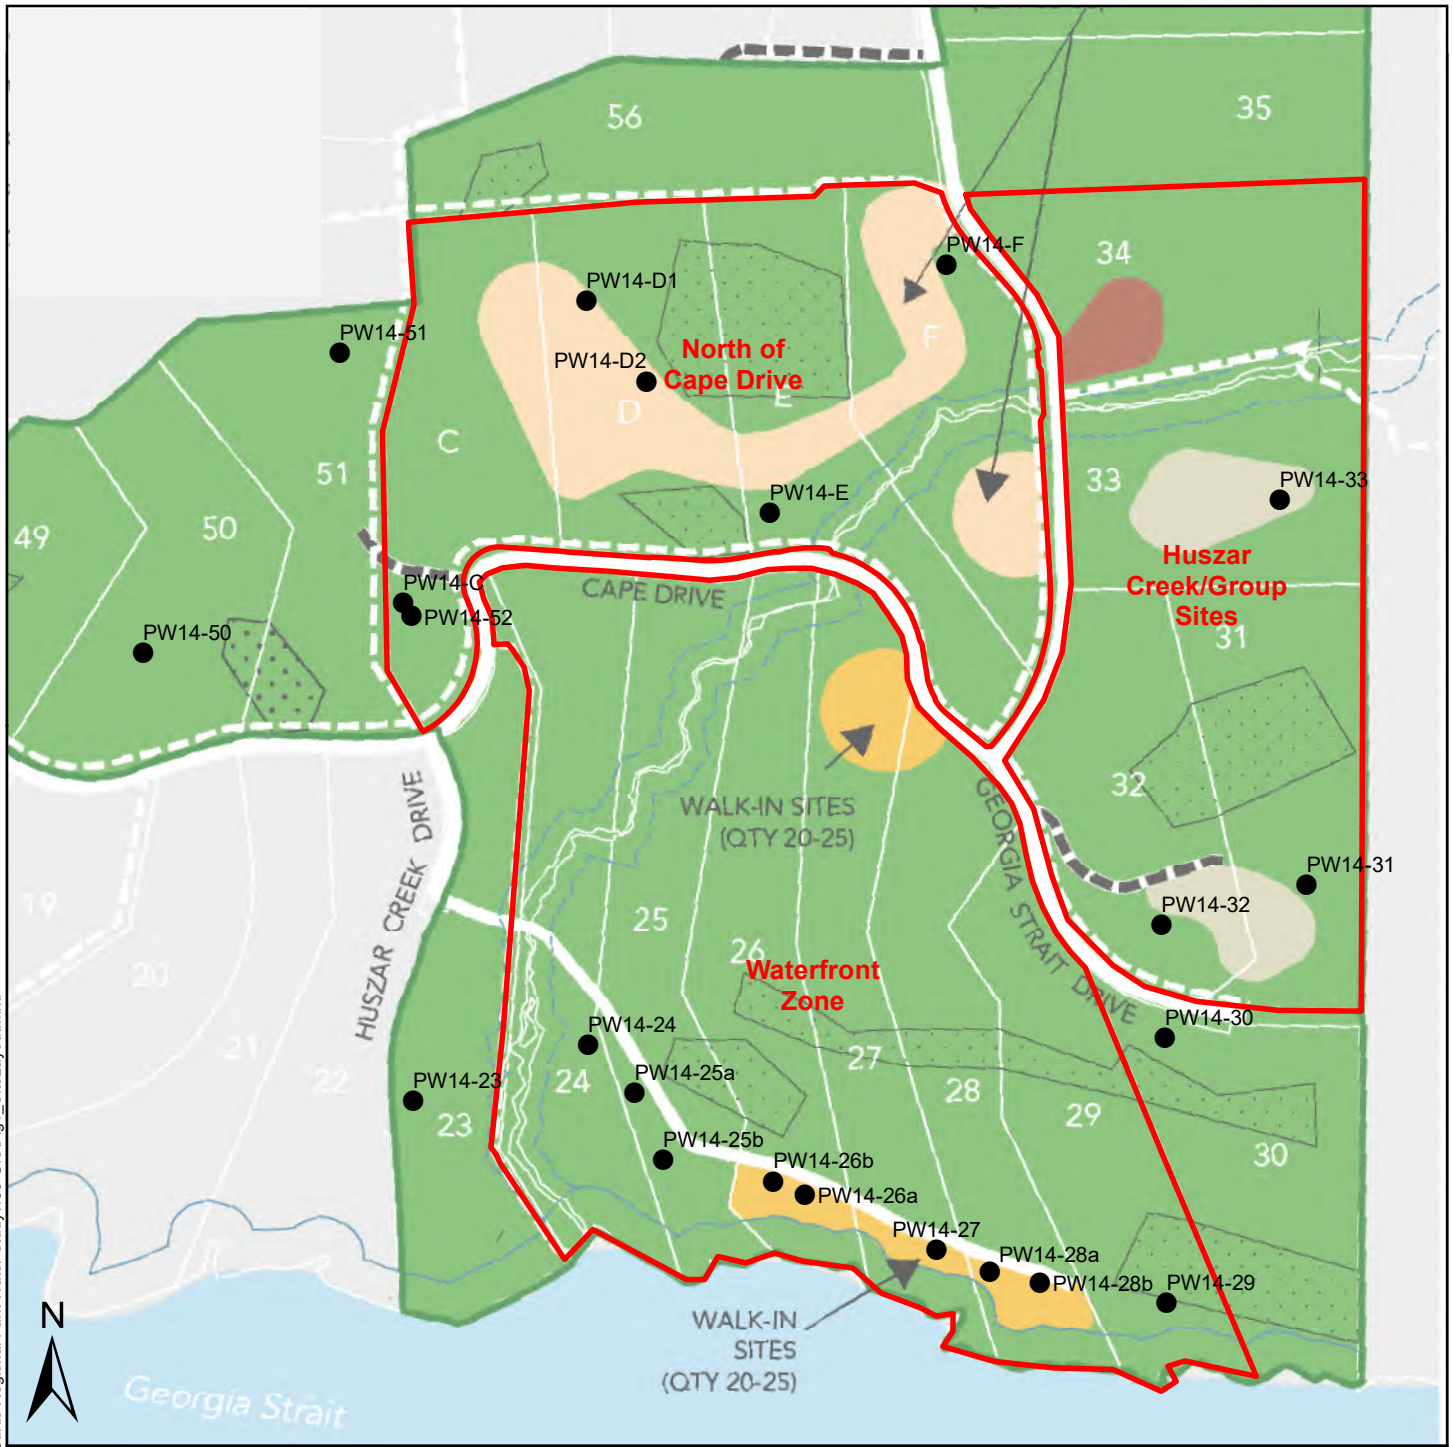 56
35
PW14-F
34
PW14-D1
PW14-51
North of
Cape Drive
PW14-D2
F
E
D
C
51
33
PW14-33
PW14-E
50
49
Huszar
Creek/Group
Sites
PW14-C
PW14-52
CAPE DRIVE
PW14-50
31
32
WALK-IN SITES
(QTY 20-25)
HUSZAR CREEK DRIVE
GEORGIA STRAIT DRIVE
PW14-31
PW14-32
19
25
26
Waterfront
Zone
20
PW14-30
PW14-24
21
27
22
24
PW14-23
PW14-25a
28
29
23
PW14-25b
30
PW14-26b
PW14-26a
PW14-27
PW14-28a
PW14-28b
PW14-29
WALK-IN
SITES
(QTY 20-25)
N
Georgia Strait